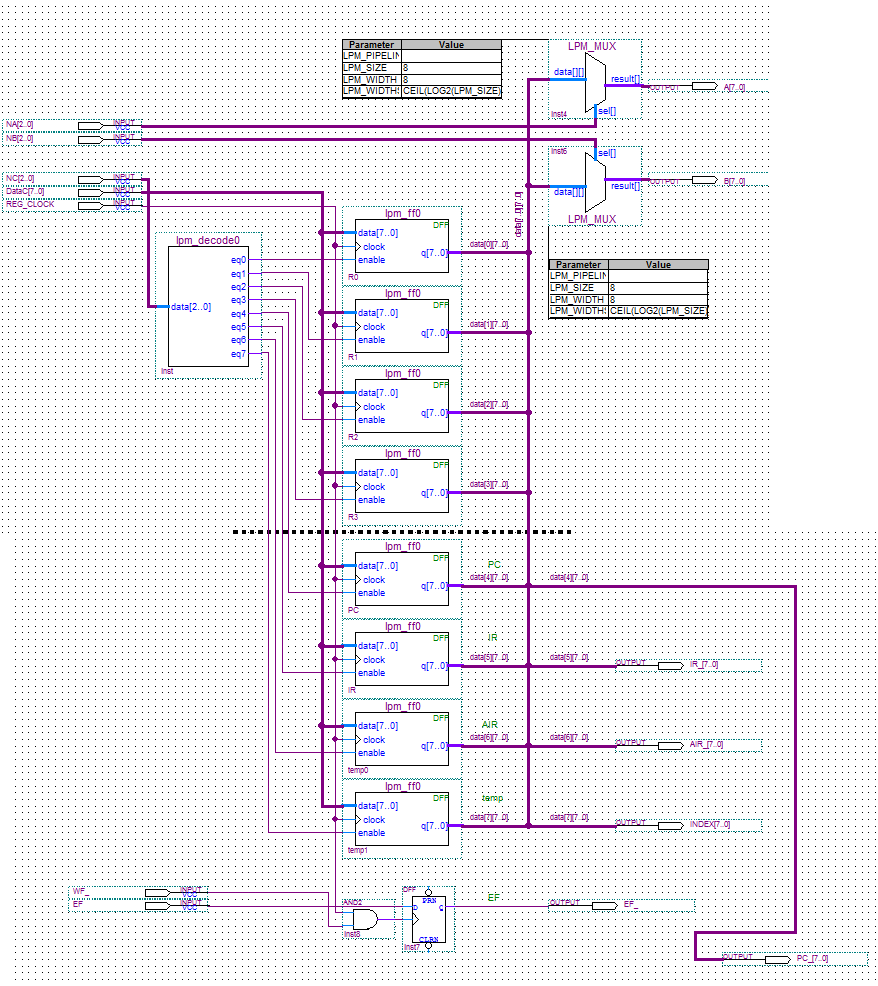 Parameter Value
LPM_PIPELIN
LPM_SIZE 8
LPM_WIDTH 8
LPM_WIDTHS CEIL(LOG2(LPM_SIZE)
LPM_MUX
data[][]
result[]
sel[]
inst4
OUTPUT A[7..0]
NA[2..0] INPUT VCC
NB[2..0] INPUT VCC
inst6
sel[]
data[][]
result[]
LPM_MUX
OUTPUT B[7..0]
NC[2..0] INPUT VCC
DataC[7..0] INPUT VCC
REG_CLOCK INPUT VCC
data[7..0][7..0]
Parameter Value
LPM_PIPELIN
LPM_SIZE 8
LPM_WIDTH 8
LPM_WIDTHS CEIL(LOG2(LPM_SIZE)
lpm_decode0
data[2..0]
eq0
eq1
eq2
eq3
eq4
eq5
eq6
eq7
inst
lpm_ff0
DFF
data[7..0]
clock
enable
q[7..0]
data[0][7..0]
R0
lpm_ff0
DFF
data[7..0]
clock
enable
q[7..0]
data[1][7..0]
R1
lpm_ff0
DFF
data[7..0]
clock
enable
q[7..0]
data[2][7..0]
R2
lpm_ff0
DFF
data[7..0]
clock
enable
q[7..0]
data[3][7..0]
R3
lpm_ff0
DFF
data[7..0]
clock
enable
q[7..0]
PC
data[4][7..0] data[4][7..0]
PC
lpm_ff0
DFF
data[7..0]
clock
enable
q[7..0]
IR
data[5][7..0] data[5][7..0]
OUTPUT IR_[7..0]
IR
lpm_ff0
DFF
data[7..0]
clock
enable
q[7..0]
AIR
data[6][7..0] data[6][7..0]
OUTPUT AIR_[7..0]
temp0
lpm_ff0
DFF
data[7..0]
clock
enable
q[7..0]
temp
data[7][7..0] data[7][7..0]
OUTPUT INDEX[7..0]
temp1
WF_ INPUT VCC
EF INPUT VCC
AND2
inst8
DFF
PRN
D Q
CLRN
inst7
EF
OUTPUT EF_
OUTPUT PC_[7..0]